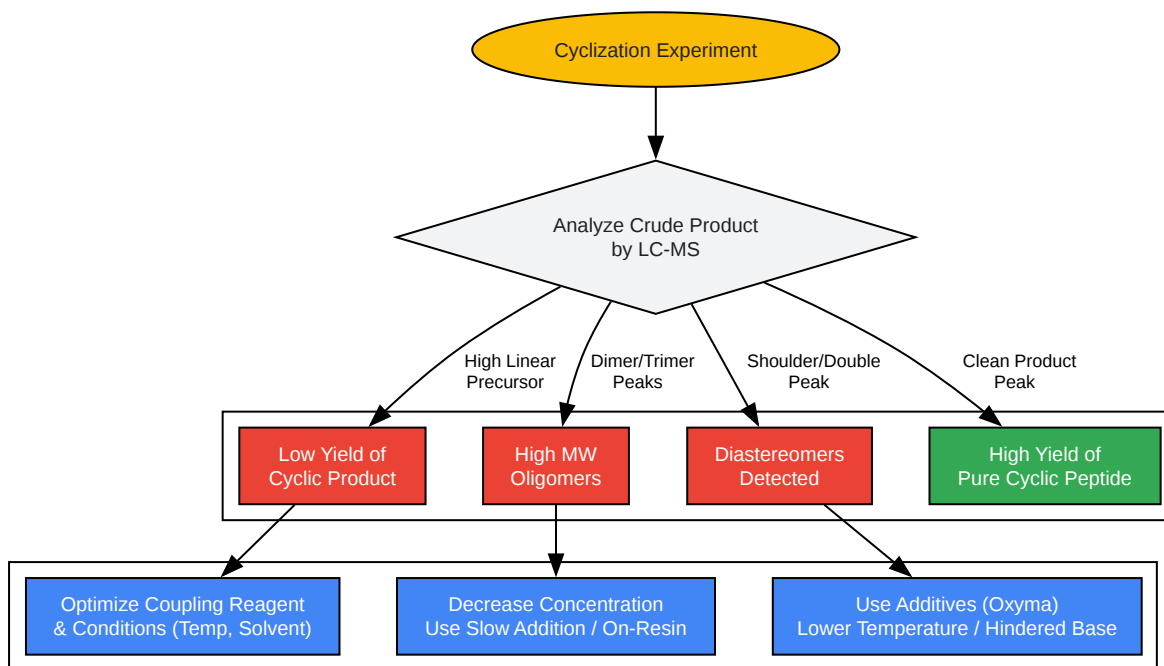 Cyclization Experiment
Analyze Crude Product
by LC-MS
High Linear
Precursor
Dimer/Trimer
Peaks
Shoulder/Double
Peak
Clean Product
Peak
Low Yield of
Cyclic Product
High MW
Oligomers
Diastereomers
Detected
High Yield of
Pure Cyclic Peptide
Optimize Coupling Reagent
& Conditions (Temp, Solvent)
Decrease Concentration
Use Slow Addition / On-Resin
Use Additives (Oxyma)
Lower Temperature / Hindered Base